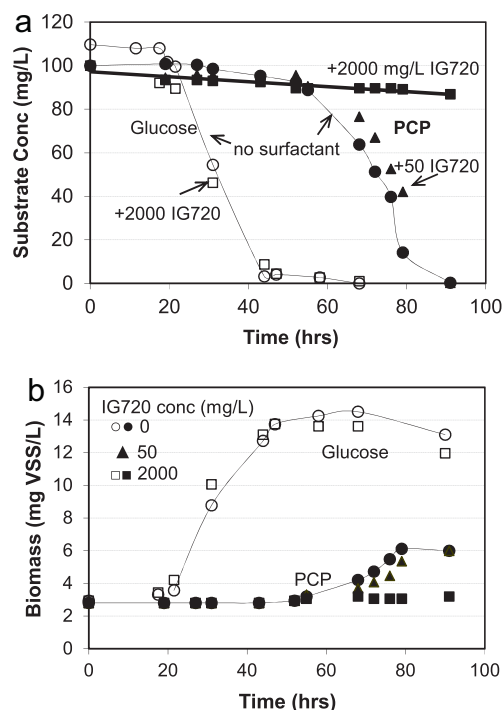 a
Substrate Conc (mg/L)
120
100
80
60
40
20
0
+2000 mg/L IG720
Glucose
no surfactant
PCP
+50 IG720
+2000 IG720
0 20 40 60 80 100
Time (hrs)
b
Biomass (mg VSS/L)
16
14
12
10
8
6
4
2
0
IG720 conc (mg/L)
0
50
2000
Glucose
PCP
0 20 40 60 80 100
Time (hrs)